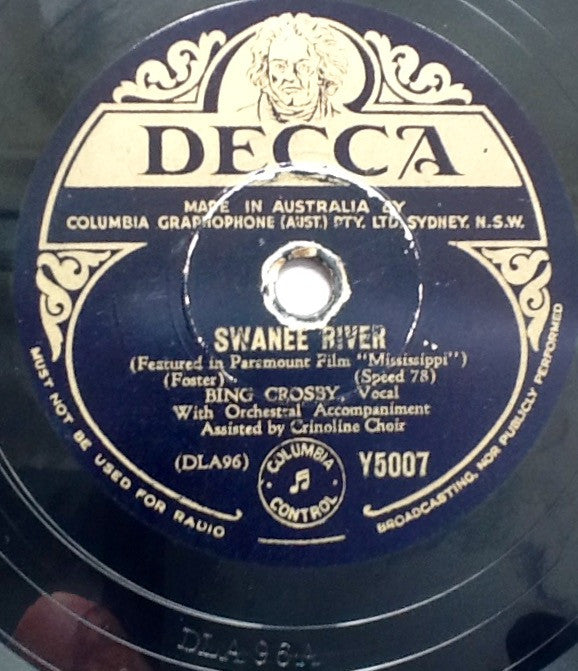 DECCA
MADE IN AUSTRALIA BY
COLUMBIA GRAPHOPHONE (AUST.) PTY. LTD. SYDNEY. N.S.W.
SWANEE RIVER
(Featured in Paramount Film "Mississippi")
(Foster) (Speed 78)
BING CROSBY, Vocal
With Orchestral Accompaniment
Assisted by Crinoline Choir
(DLA96) COLUMBIA CONTROL Y5007
MUST NOT BE USED FOR RADIO
BROADCASTING, NOR PUBLICLY PERFORMED
DLA96A